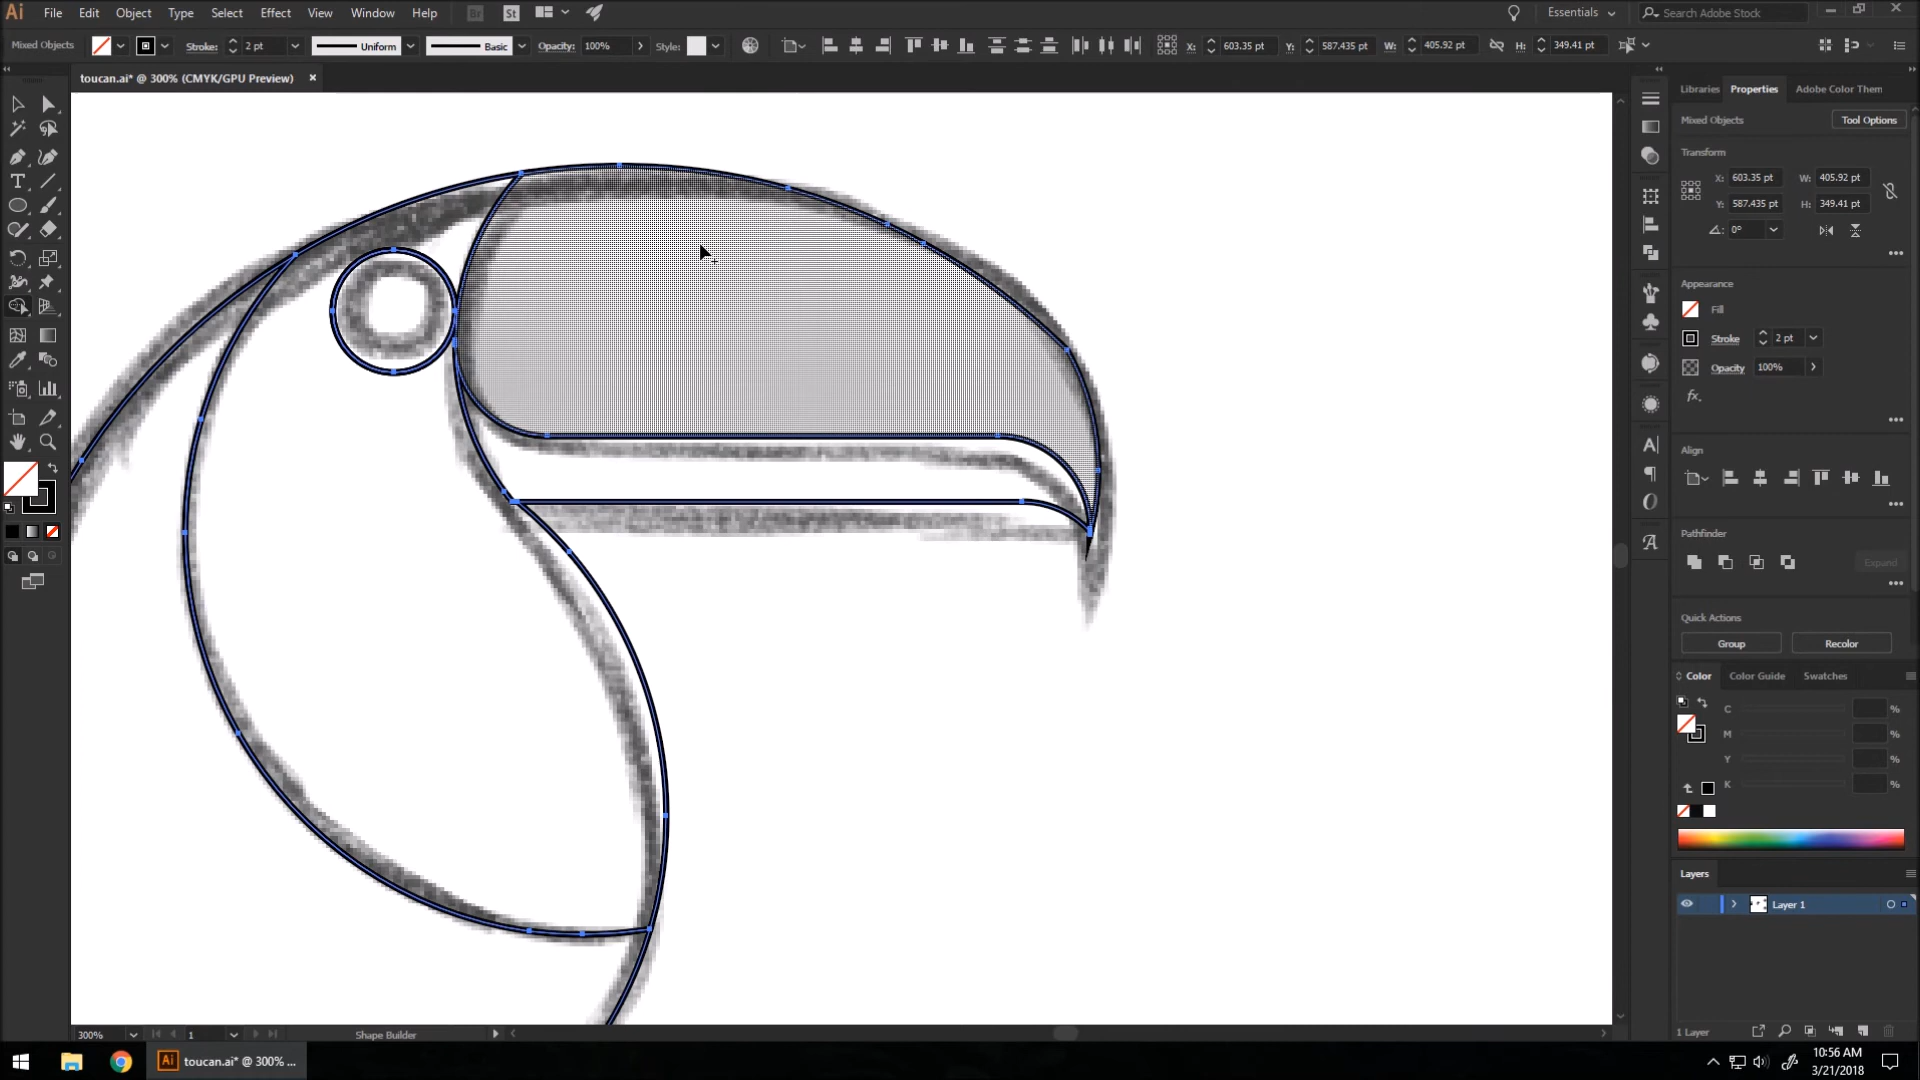 Ai File Edit Object Type Select Effect View Window Help Br St Essentials Search Adobe Stock
Mixed Objects Stroke: 2 pt Uniform Basic Opacity: 100% Style: X: 603.35 pt Y: 587.435 pt W: 405.92 pt H: 349.41 pt
toucan.ai* @ 300% (CMYK/GPU Preview) ×
Libraries Properties Adobe Color Them
Mixed Objects Tool Options
Transform
X: 603.35 pt W: 405.92 pt
Y: 587.435 pt H: 349.41 pt
0°
Appearance
Fill
Stroke 2 pt
Opacity 100%
fx.
Align
Pathfinder
Expand
Quick Actions
Group Recolor
Color Color Guide Swatches
C %
M %
Y %
K %
Layers
Layer 1
1 Layer
300% 1 Shape Builder
Ai toucan.ai* @ 300% ...
10:56 AM
3/21/2018